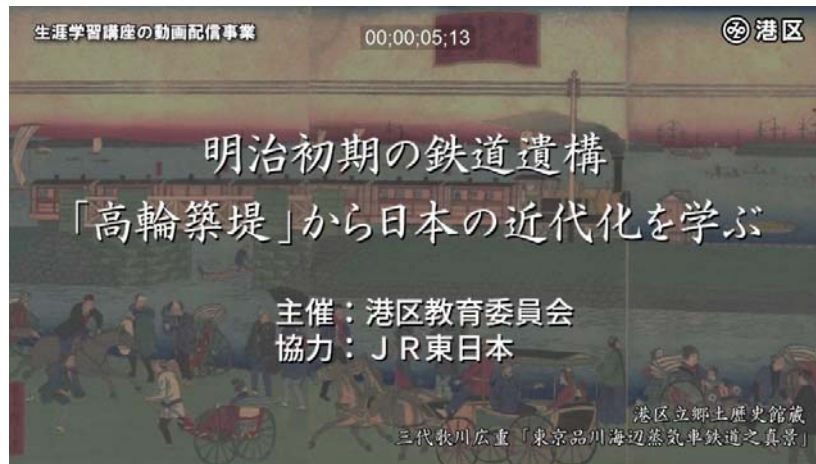 生涯学習講座の動画配信事業
00;00;05;13
港区
明治初期の鉄道遺構
「高輪築堤」から日本の近代化を学ぶ
主催：港区教育委員会
協力：ＪＲ東日本
港区立郷土歴史館蔵
三代歌川広重「東京品川海辺蒸気車鉄道之真景」